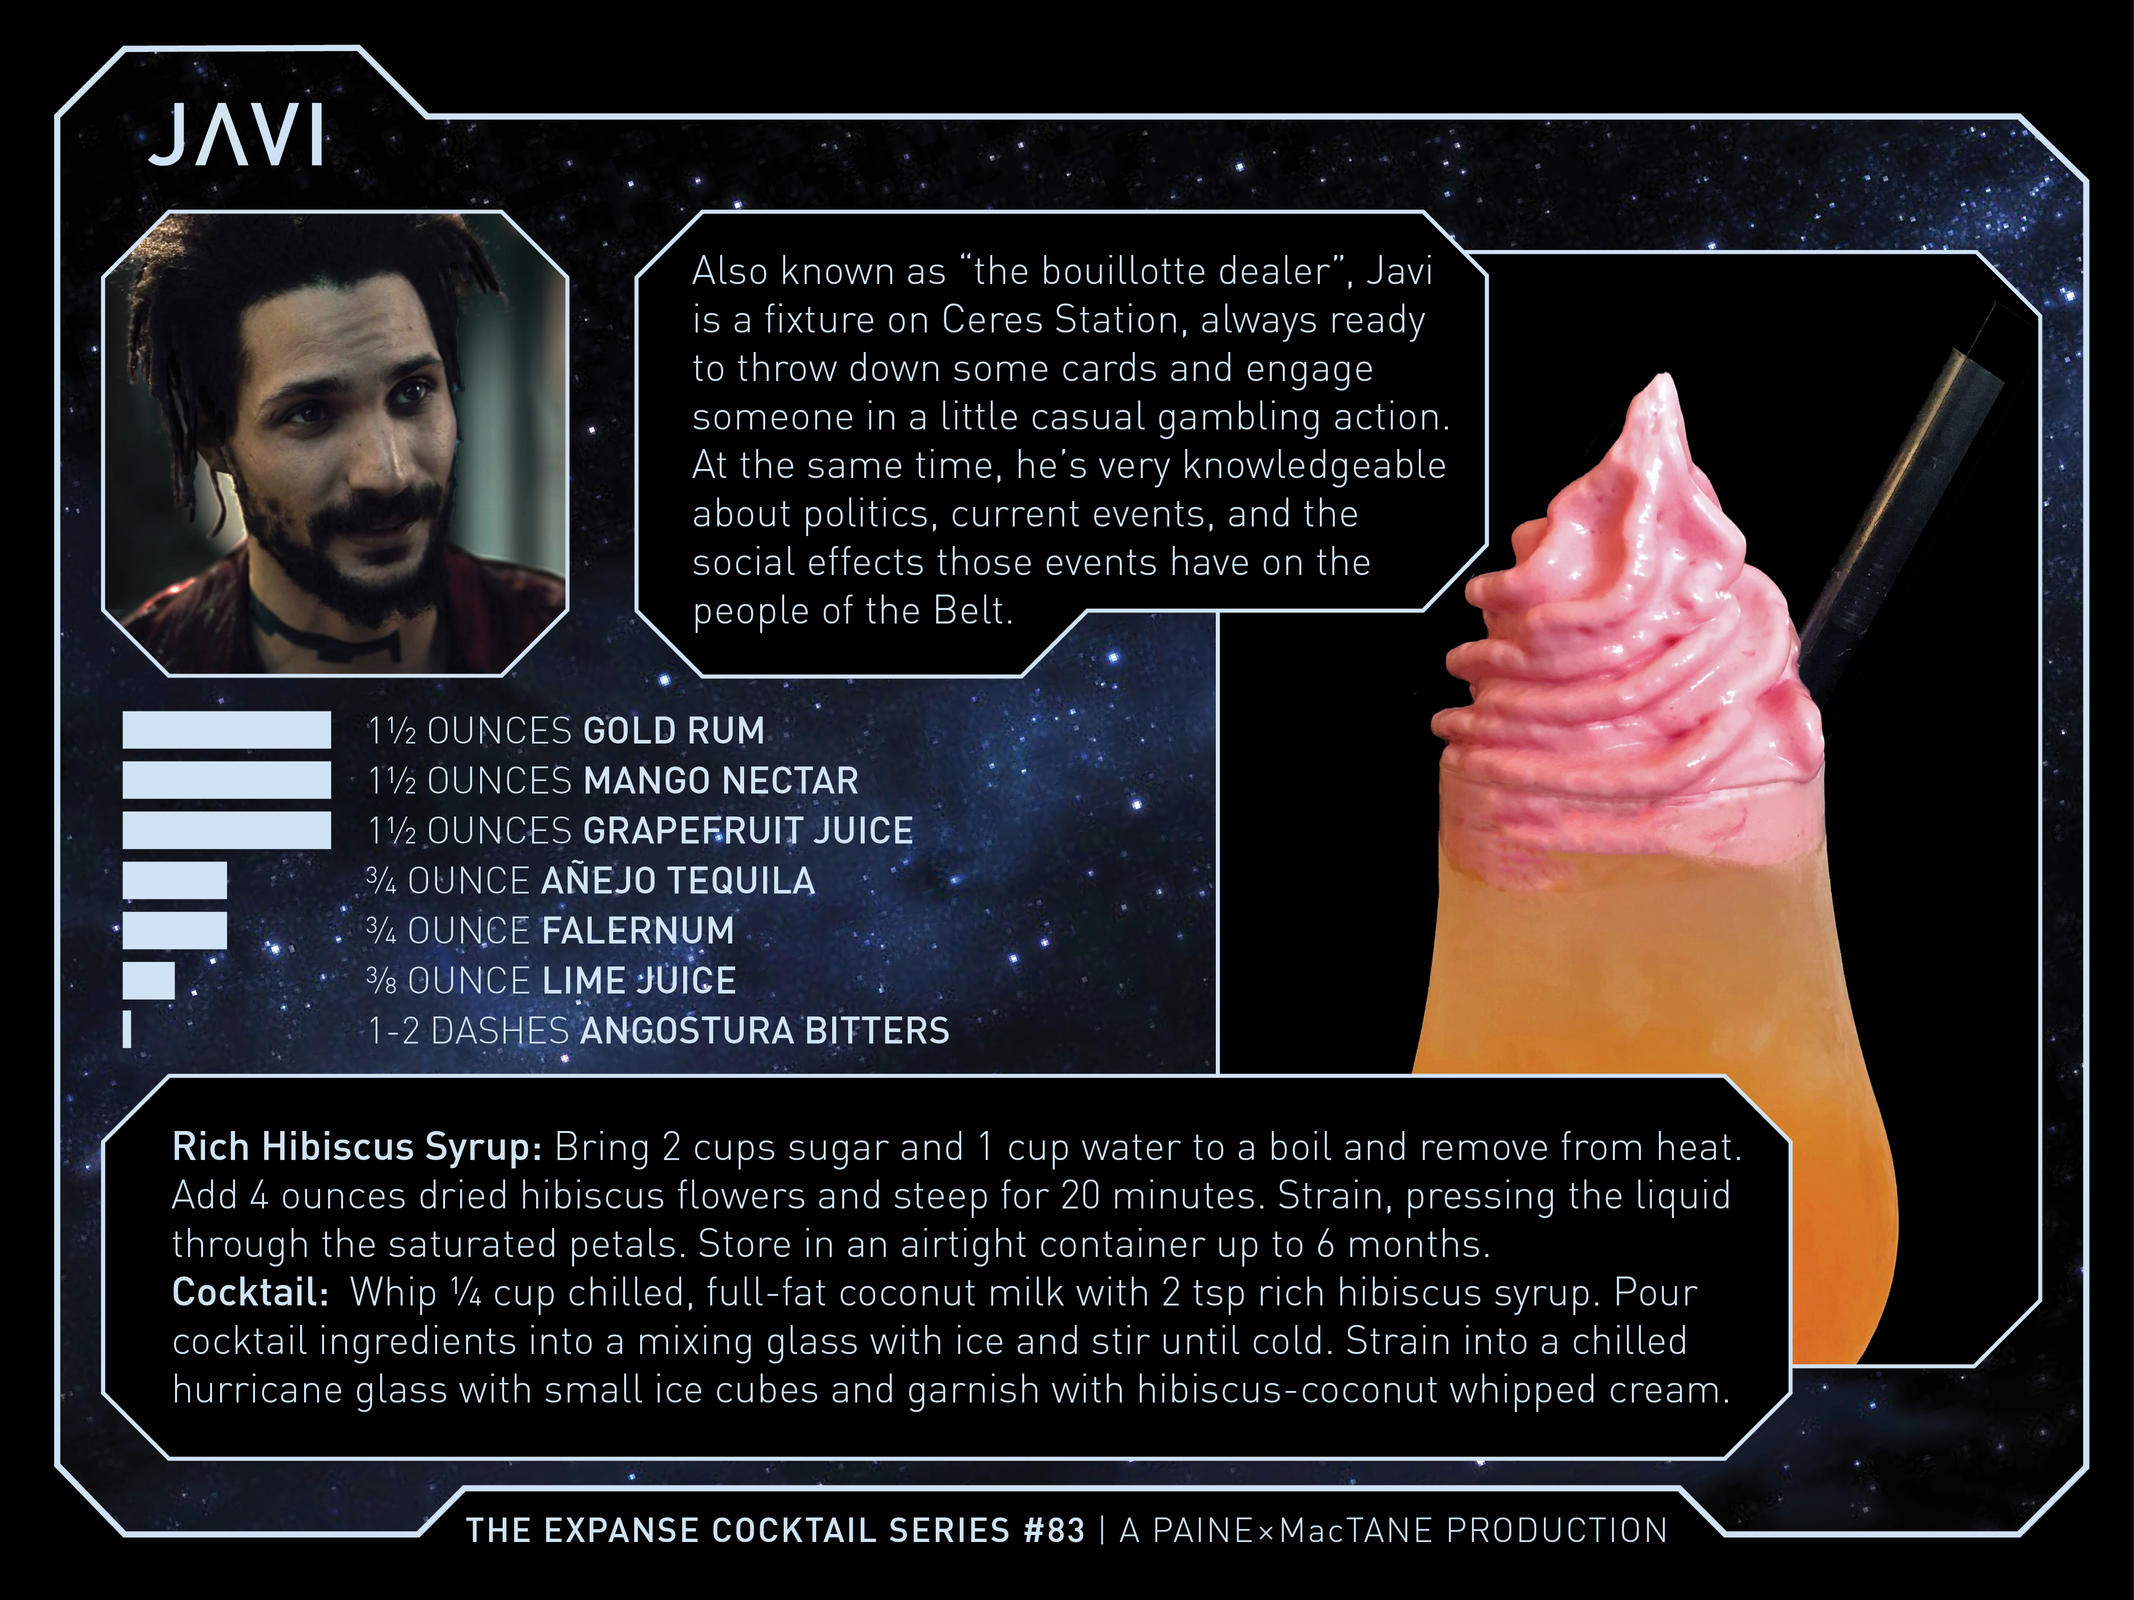 JAVI
Also known as “the bouillotte dealer”, Javi
is a fixture on Ceres Station, always ready
to throw down some cards and engage
someone in a little casual gambling action.
At the same time, he’s very knowledgeable
about politics, current events, and the
social effects those events have on the
people of the Belt.
1½ OUNCES GOLD RUM
1½ OUNCES MANGO NECTAR
1½ OUNCES GRAPEFRUIT JUICE
¾ OUNCE AÑEJO TEQUILA
¾ OUNCE FALERNUM
⅜ OUNCE LIME JUICE
1-2 DASHES ANGOSTURA BITTERS
Rich Hibiscus Syrup: Bring 2 cups sugar and 1 cup water to a boil and remove from heat.
Add 4 ounces dried hibiscus flowers and steep for 20 minutes. Strain, pressing the liquid
through the saturated petals. Store in an airtight container up to 6 months.
Cocktail: Whip ¼ cup chilled, full-fat coconut milk with 2 tsp rich hibiscus syrup. Pour
cocktail ingredients into a mixing glass with ice and stir until cold. Strain into a chilled
hurricane glass with small ice cubes and garnish with hibiscus-coconut whipped cream.
THE EXPANSE COCKTAIL SERIES #83 | A PAINE×MacTANE PRODUCTION